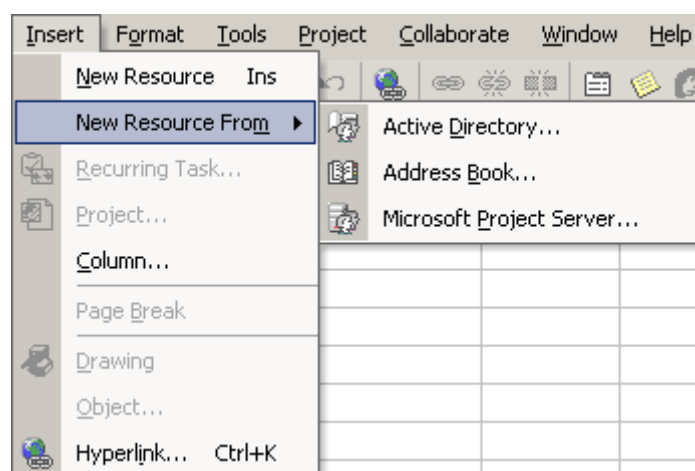 Insert Format Tools Project Collaborate Window Help
New Resource Ins
New Resource From
Active Directory...
Recurring Task...
Address Book...
Project...
Microsoft Project Server...
Column...
Page Break
Drawing
Object...
Hyperlink... Ctrl+K